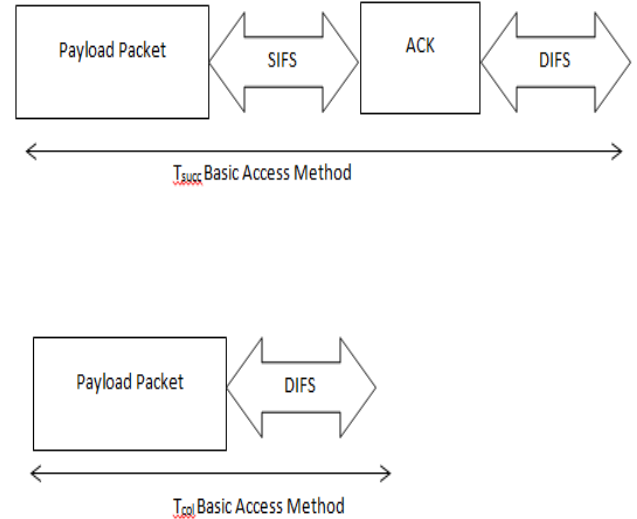 Payload Packet
SIFS
ACK
DIFS
Tsucc Basic Access Method
Payload Packet
DIFS
Tcol Basic Access Method